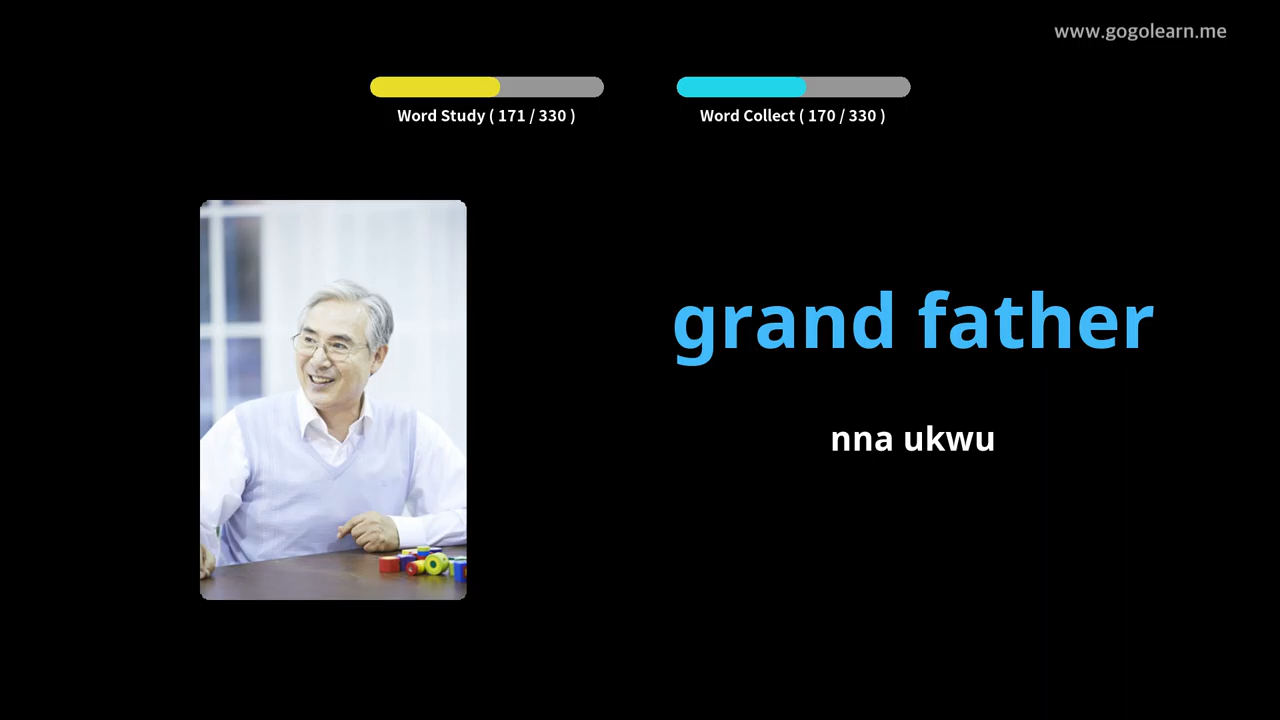 www.gogolearn.me
Word Study ( 171 / 330 )
Word Collect ( 170 / 330 )
grand father
nna ukwu